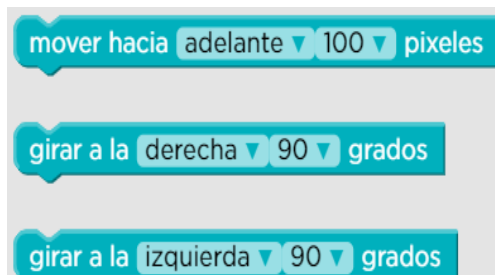 mover hacia adelante ▼ 100 ▼ pixeles
girar a la derecha ▼ 90 ▼ grados
girar a la izquierda ▼ 90 ▼ grados